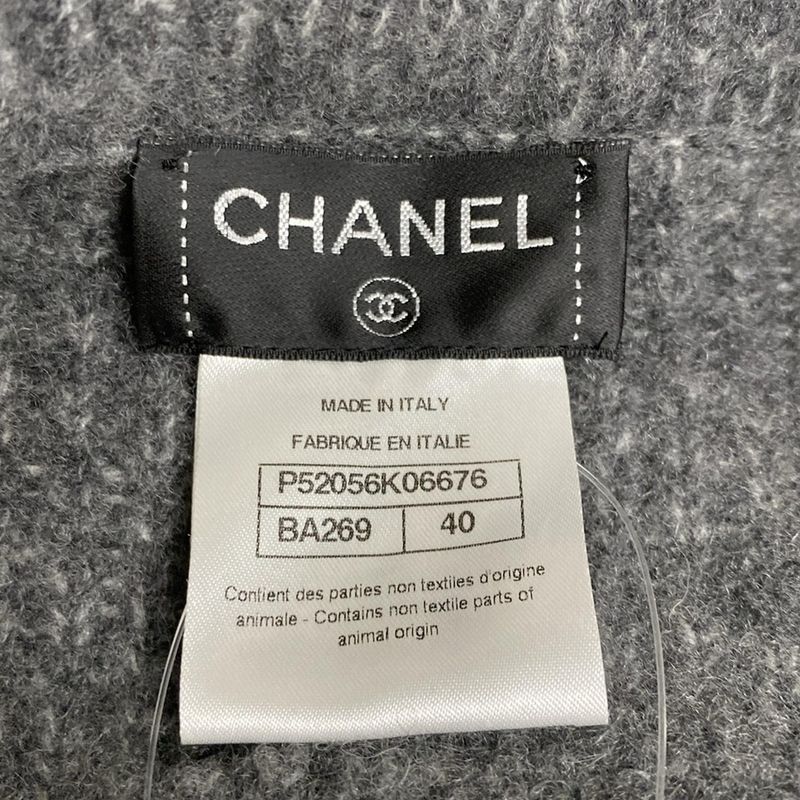 CHANEL
MADE IN ITALY
FABRIQUE EN ITALIE
P52056K06676
BA269 40
Contient des parties non textiles d'origine
animale - Contains non textile parts of
animal origin